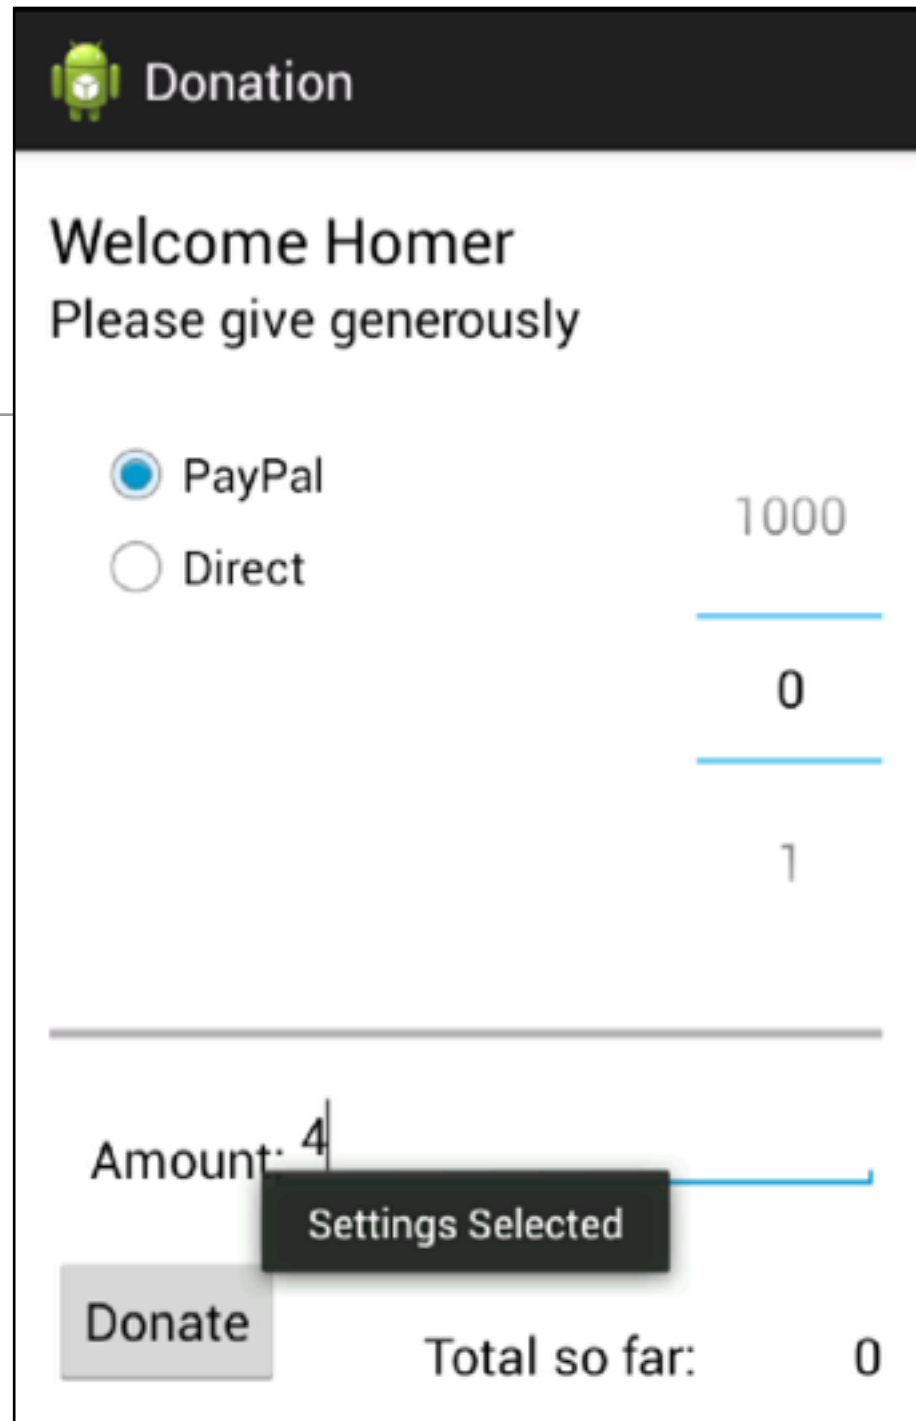 Donation
Welcome Homer
Please give generously
PayPal
1000
Direct
0
1
Amount: 4
Settings Selected
Donate
Total so far: 0